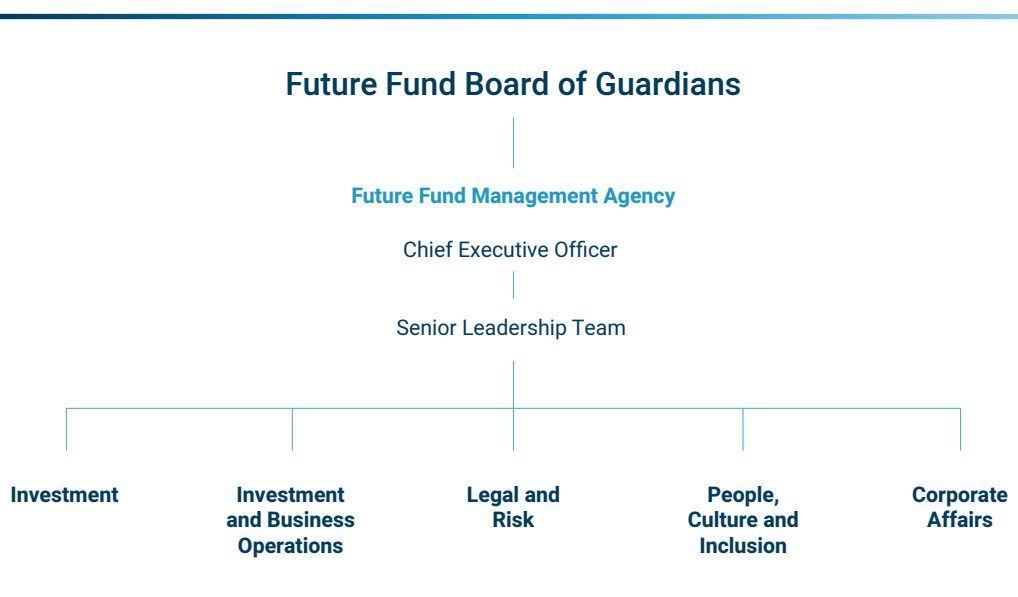 Future Fund Board of Guardians
Future Fund Management Agency
Chief Executive Officer
Senior Leadership Team
Investment
Investment
and Business
Operations
Legal and
Risk
People,
Culture and
Inclusion
Corporate
Affairs